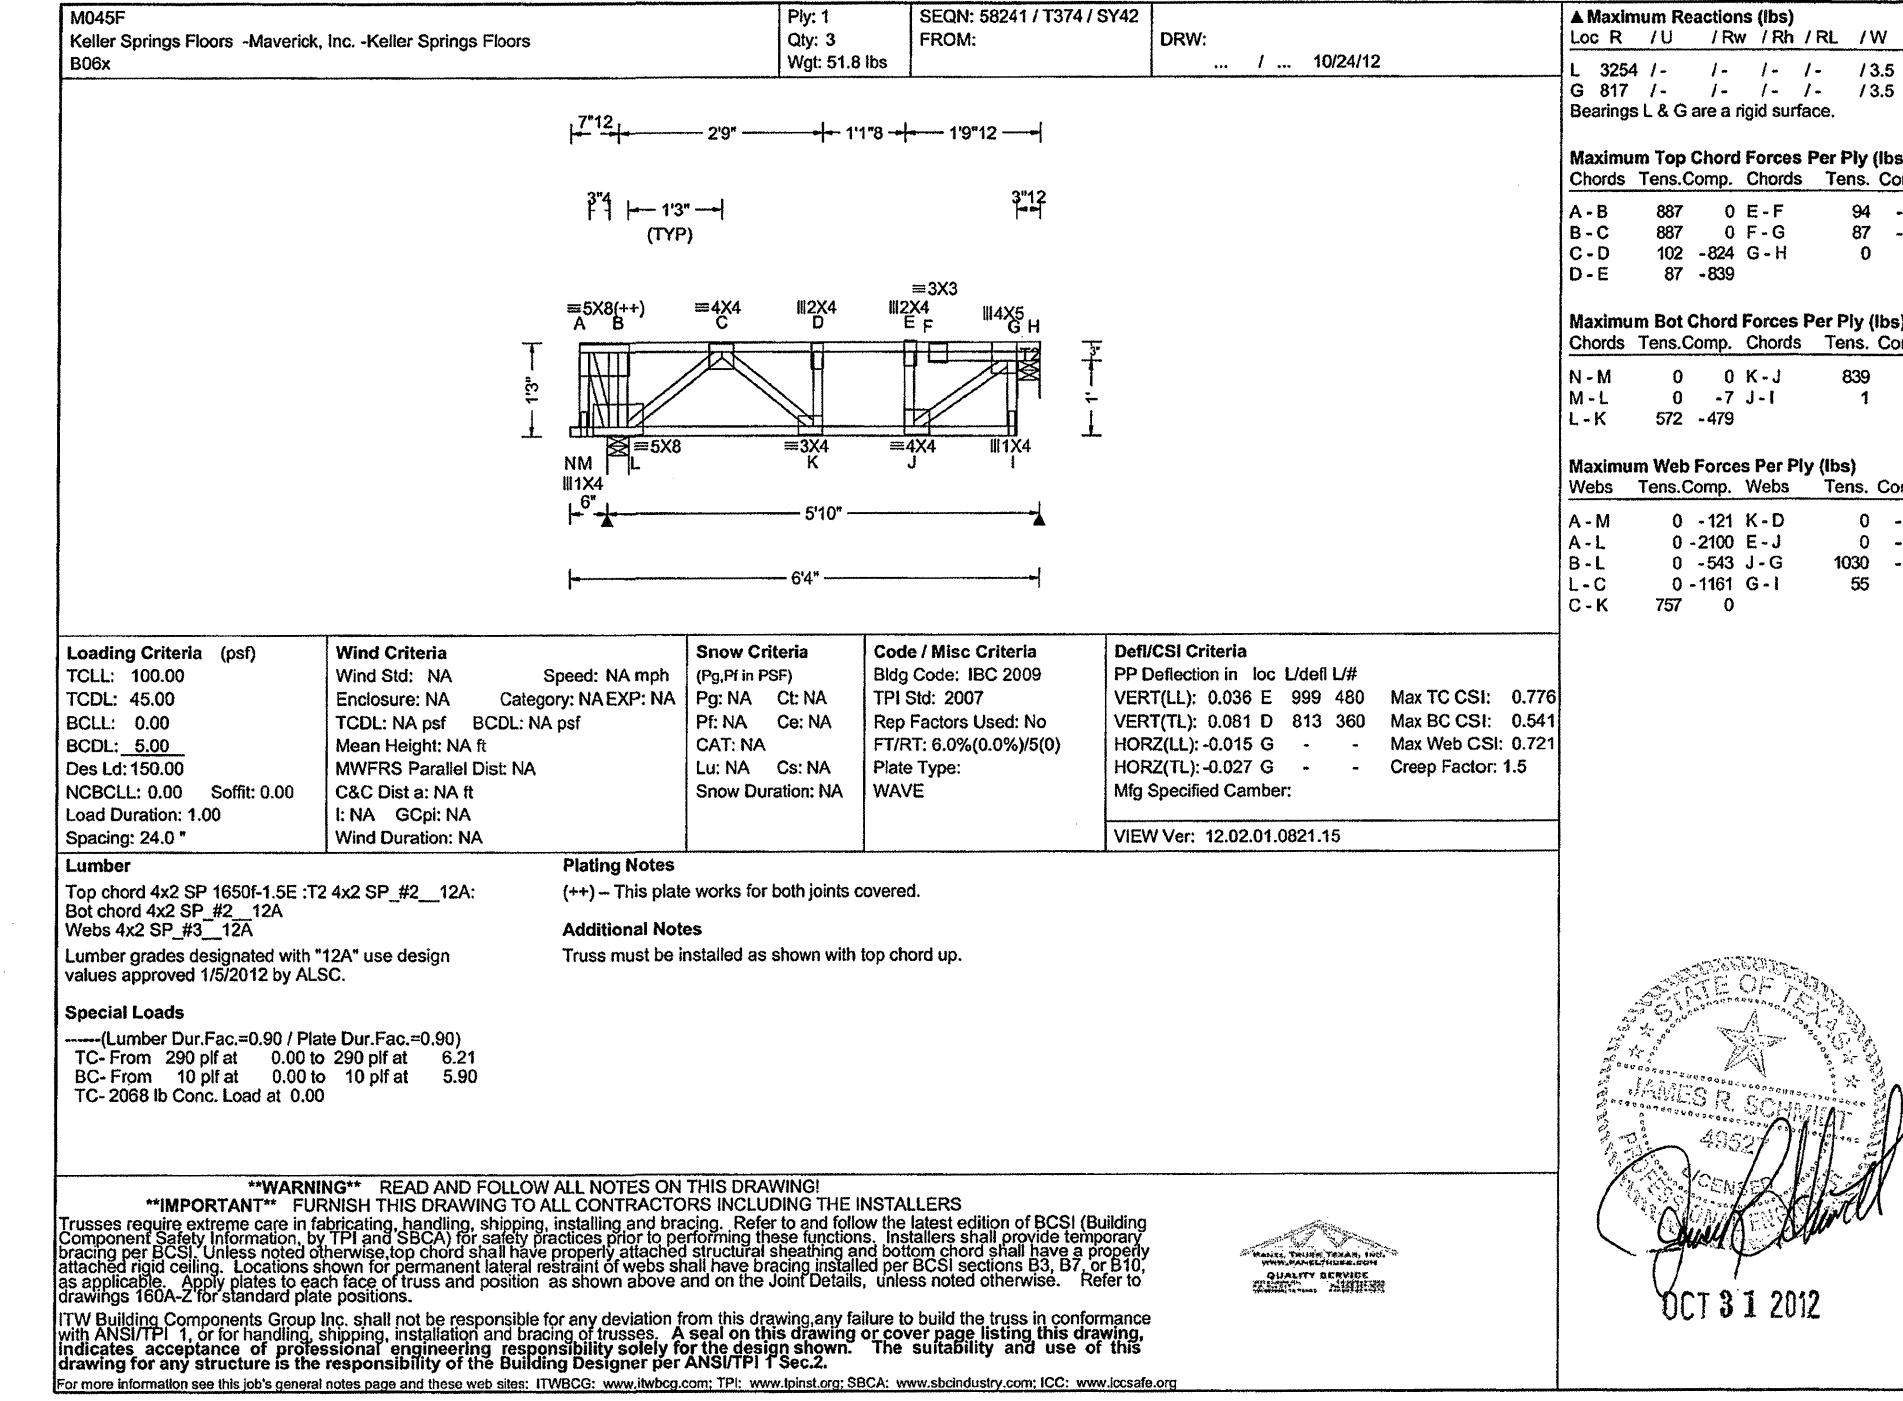 M045F
Keller Springs Floors -Maverick, Inc. -Keller Springs Floors
B06x
Ply: 1
Qty: 3
Wgt: 51.8 lbs
SEQN: 58241 / T374 / SY42
FROM:
DRW:
... / ... 10/24/12
▲Maximum Reactions (lbs)
Loc R /U /Rw /Rh /RL /W
L 3254 /- /- /- /- /3.5
G 817 /- /- /- /- /3.5
Bearings L & G are a rigid surface.
Maximum Top Chord Forces Per Ply (lbs
Chords Tens.Comp. Chords Tens. Co
A - B 887 0 E - F 94 -
B - C 887 0 F - G 87 -
C - D 102 -824 G - H 0
D - E 87 -839
Maximum Bot Chord Forces Per Ply (lbs)
Chords Tens.Comp. Chords Tens. Co
N - M 0 0 K - J 839
M - L 0 -7 J - I 1
L - K 572 -479
Maximum Web Forces Per Ply (lbs)
Webs Tens.Comp. Webs Tens. Co
A - M 0 -121 K - D 0 -
A - L 0 -2100 E - J 0 -
B - L 0 -543 J - G 1030 -
L - C 0 -1161 G - I 55
C - K 757 0
7"12 2'9" 1'1"8 1'9"12
3"4 1'3" 3"12
(TYP)
≡3X3
≡5X8(++) ≡4X4 |||2X4 |||2X4 |||4X5
A B C D E F G H
T2
1'3"
3"
1'
≡5X8 ≡3X4 ≡4X4 |||1X4
NM L K J I
|||1X4
6" 5'10"
6'4"
Loading Criteria (psf)
TCLL: 100.00
TCDL: 45.00
BCLL: 0.00
BCDL: 5.00
Des Ld: 150.00
NCBCLL: 0.00 Soffit: 0.00
Load Duration: 1.00
Spacing: 24.0 "
Wind Criteria
Wind Std: NA Speed: NA mph
Enclosure: NA Category: NA EXP: NA
TCDL: NA psf BCDL: NA psf
Mean Height: NA ft
MWFRS Parallel Dist: NA
C&C Dist a: NA ft
I: NA GCpi: NA
Wind Duration: NA
Snow Criteria
(Pg,Pf in PSF)
Pg: NA Ct: NA
Pf: NA Ce: NA
CAT: NA
Lu: NA Cs: NA
Snow Duration: NA
Code / Misc Criteria
Bldg Code: IBC 2009
TPI Std: 2007
Rep Factors Used: No
FT/RT: 6.0%(0.0%)/5(0)
Plate Type:
WAVE
Defl/CSI Criteria
PP Deflection in loc L/defl L/#
VERT(LL): 0.036 E 999 480 Max TC CSI: 0.776
VERT(TL): 0.081 D 813 360 Max BC CSI: 0.541
HORZ(LL): -0.015 G - - Max Web CSI: 0.721
HORZ(TL): -0.027 G - - Creep Factor: 1.5
Mfg Specified Camber:
VIEW Ver: 12.02.01.0821.15
Lumber
Top chord 4x2 SP 1650f-1.5E :T2 4x2 SP_#2__12A:
Bot chord 4x2 SP_#2__12A
Webs 4x2 SP_#3__12A
Lumber grades designated with "12A" use design
values approved 1/5/2012 by ALSC.
Special Loads
------(Lumber Dur.Fac.=0.90 / Plate Dur.Fac.=0.90)
TC- From 290 plf at 0.00 to 290 plf at 6.21
BC- From 10 plf at 0.00 to 10 plf at 5.90
TC- 2068 lb Conc. Load at 0.00
Plating Notes
(++) – This plate works for both joints covered.
Additional Notes
Truss must be installed as shown with top chord up.
**WARNING** READ AND FOLLOW ALL NOTES ON THIS DRAWING!
**IMPORTANT** FURNISH THIS DRAWING TO ALL CONTRACTORS INCLUDING THE INSTALLERS
Trusses require extreme care in fabricating, handling, shipping, installing and bracing. Refer to and follow the latest edition of BCSI (Building
Component Safety Information, by TPI and SBCA) for safety practices prior to performing these functions. Installers shall provide temporary
bracing per BCSI. Unless noted otherwise,top chord shall have properly attached structural sheathing and bottom chord shall have a properly
attached rigid ceiling. Locations shown for permanent lateral restraint of webs shall have bracing installed per BCSI sections B3, B7, or B10,
as applicable. Apply plates to each face of truss and position as shown above and on the Joint Details, unless noted otherwise. Refer to
drawings 160A-Z for standard plate positions.
ITW Building Components Group Inc. shall not be responsible for any deviation from this drawing,any failure to build the truss in conformance
with ANSI/TPI 1, or for handling, shipping, installation and bracing of trusses. A seal on this drawing or cover page listing this drawing,
indicates acceptance of professional engineering responsibility solely for the design shown. The suitability and use of this
drawing for any structure is the responsibility of the Building Designer per ANSI/TPI 1 Sec.2.
For more information see this job's general notes page and these web sites: ITWBCG: www.itwbcg.com; TPI: www.tpinst.org; SBCA: www.sbcindustry.com; ICC: www.iccsafe.org
PANEL TRUSS TEXAS, INC.
WWW.PANELTRUSS.COM
QUALITY SERVICE
STATE OF TEXAS
JAMES R. SCHMIDT
49527
LICENSED
PROFESSIONAL ENGINEER
OCT 31 2012